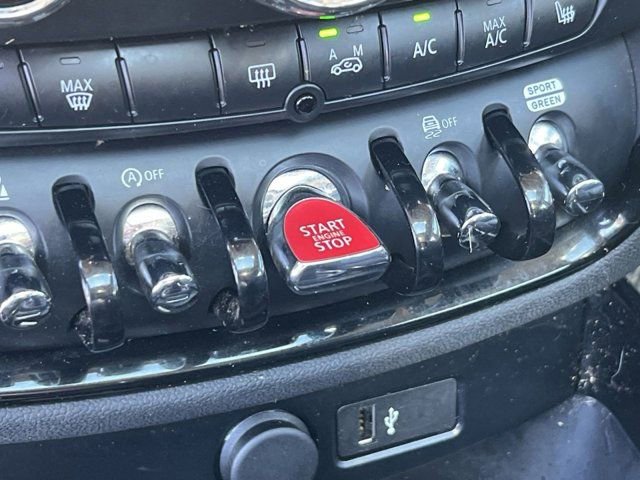 MAX
A M
A/C
MAX
A/C
A OFF
OFF
SPORT
GREEN
START
ENGINE
STOP